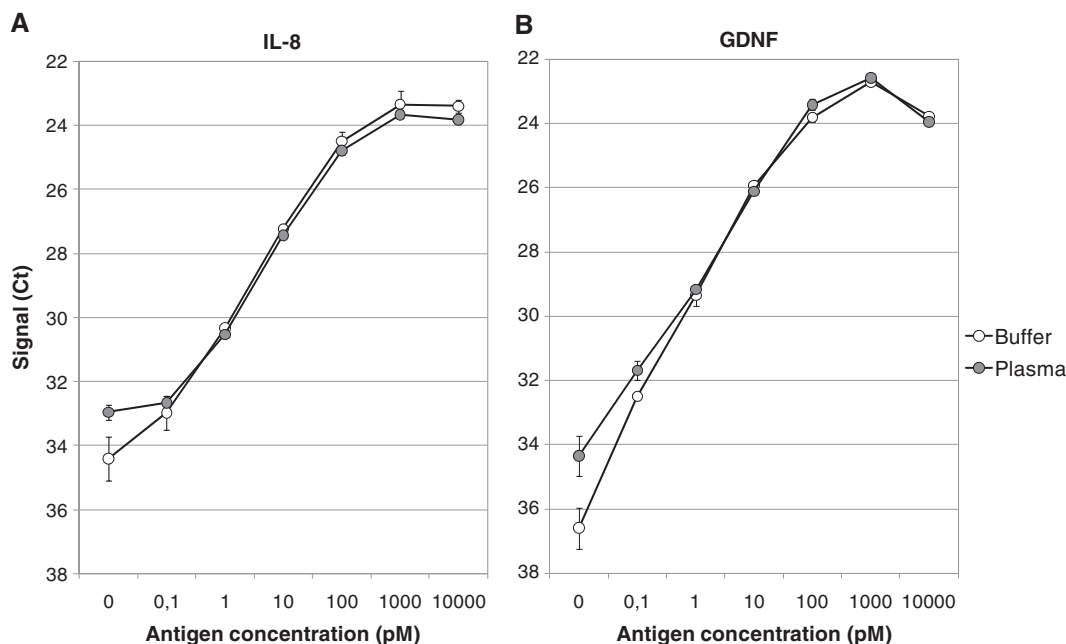 A
IL-8
22
24
26
28
30
32
34
36
38
Signal (Ct)
0 0,1 1 10 100 1000 10000
Antigen concentration (pM)
B
GDNF
22
24
26
28
30
32
34
36
38
0 0,1 1 10 100 1000 10000
Antigen concentration (pM)
Buffer
Plasma